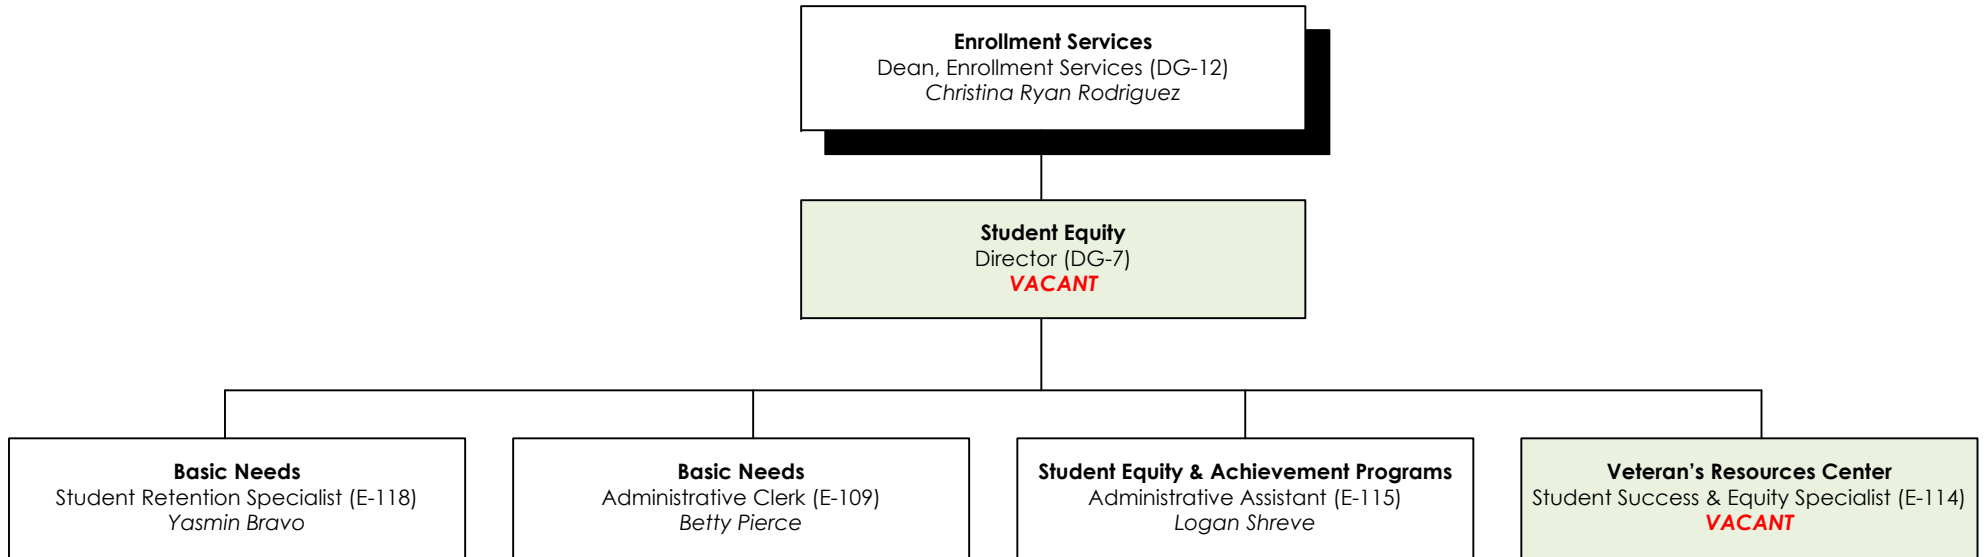 Enrollment Services
Dean, Enrollment Services (DG-12)
Christina Ryan Rodriguez
Student Equity
Director (DG-7)
VACANT
Basic Needs
Student Retention Specialist (E-118)
Yasmin Bravo
Basic Needs
Administrative Clerk (E-109)
Betty Pierce
Student Equity & Achievement Programs
Administrative Assistant (E-115)
Logan Shreve
Veteran’s Resources Center
Student Success & Equity Specialist (E-114)
VACANT